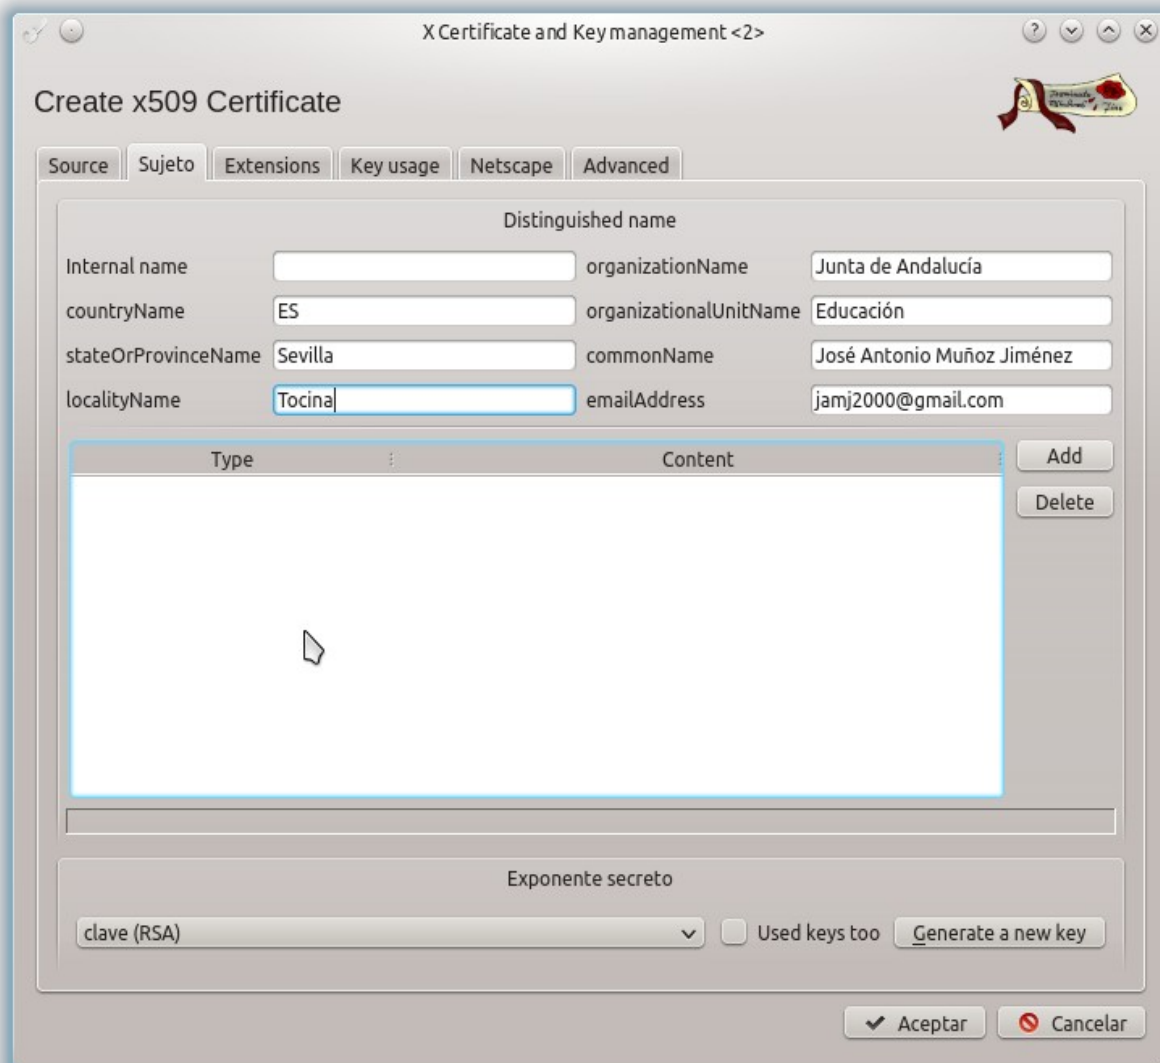 X Certificate and Key management <2>
Create x509 Certificate
Source Sujeto Extensions Key usage Netscape Advanced
Distinguished name
Internal name organizationName Junta de Andalucía
countryName ES organizationalUnitName Educación
stateOrProvinceName Sevilla commonName José Antonio Muñoz Jiménez
localityName Tocina emailAddress jamj2000@gmail.com
Type Content Add
Delete
Exponente secreto
clave (RSA) Used keys too Generate a new key
Aceptar Cancelar